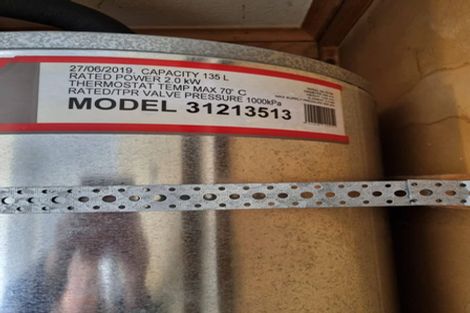 27/06/2019, CAPACITY 135 L
RATED POWER 2.0 kW
THERMOSTAT TEMP MAX 70° C
RATED/TPR VALVE PRESSURE 1000kPa
MODEL 31213513